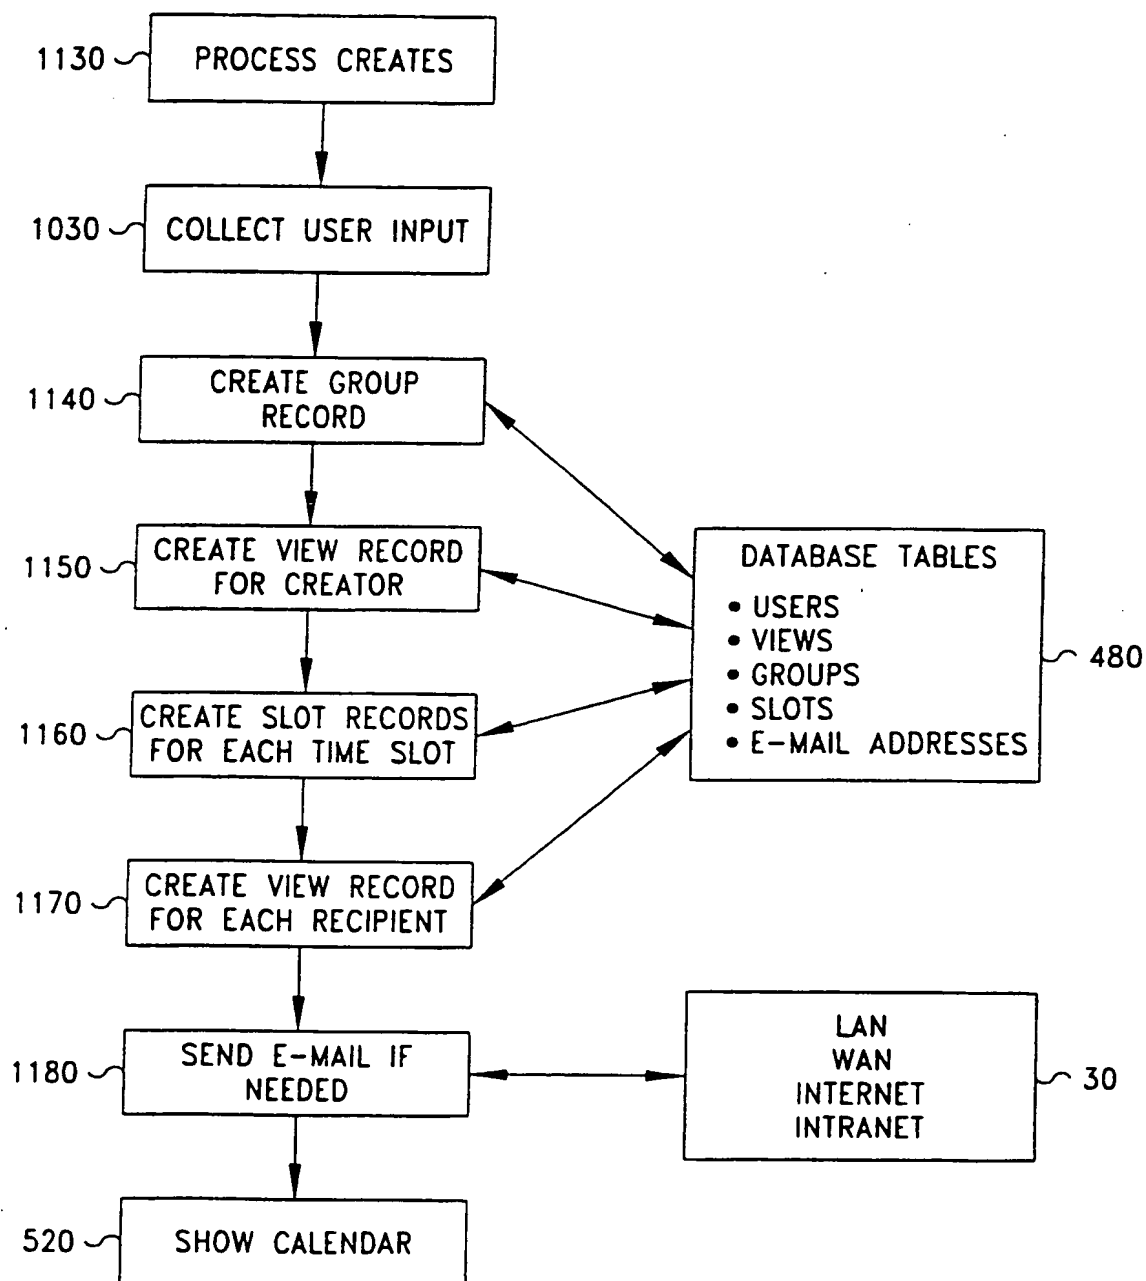 1130 PROCESS CREATES
1030 COLLECT USER INPUT
1140 CREATE GROUP
RECORD
1150 CREATE VIEW RECORD
FOR CREATOR
1160 CREATE SLOT RECORDS
FOR EACH TIME SLOT
1170 CREATE VIEW RECORD
FOR EACH RECIPIENT
1180 SEND E-MAIL IF
NEEDED
520 SHOW CALENDAR
DATABASE TABLES
• USERS
• VIEWS
• GROUPS
• SLOTS
• E-MAIL ADDRESSES
480
LAN
WAN
INTERNET
INTRANET
30